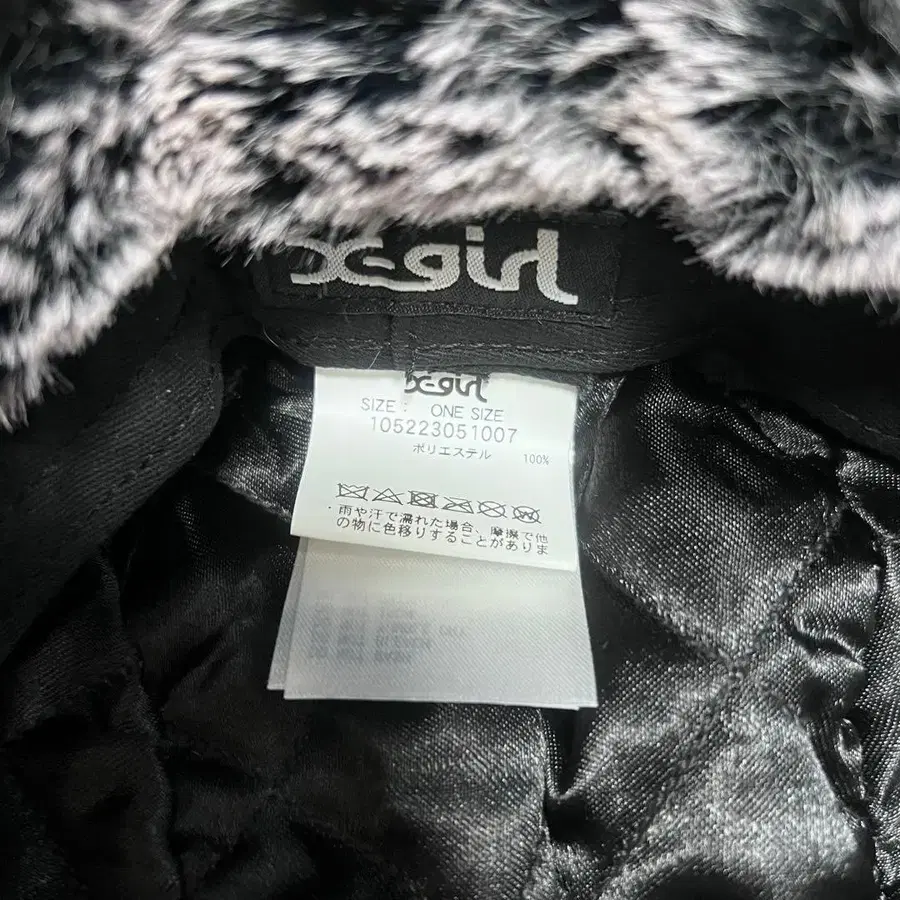 X-girl
X-girl
SIZE : ONE SIZE
105223051007
ポリエステル 100%
・雨や汗で濡れた場合、摩擦で他
の物に色移りすることがありま